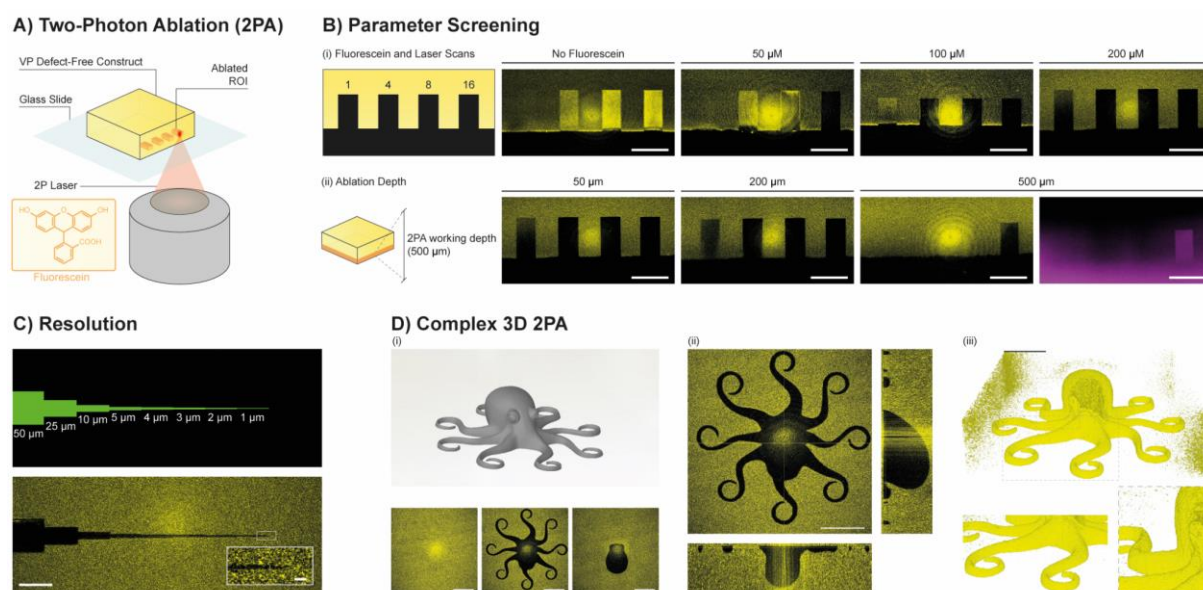 A) Two-Photon Ablation (2PA)
VP Defect-Free Construct
Ablated
ROI
Glass Slide
2P Laser
HO
O
OH
COOH
Fluorescein
B) Parameter Screening
(i) Fluorescein and Laser Scans
No Fluorescein
50 µM
100 µM
200 µM
1 4 8 16
(ii) Ablation Depth
50 µm
200 µm
500 µm
2PA working depth
(500 µm)
C) Resolution
50 µm
25 µm
10 µm
5 µm
4 µm
3 µm
2 µm
1 µm
D) Complex 3D 2PA
(i)
(ii)
(iii)